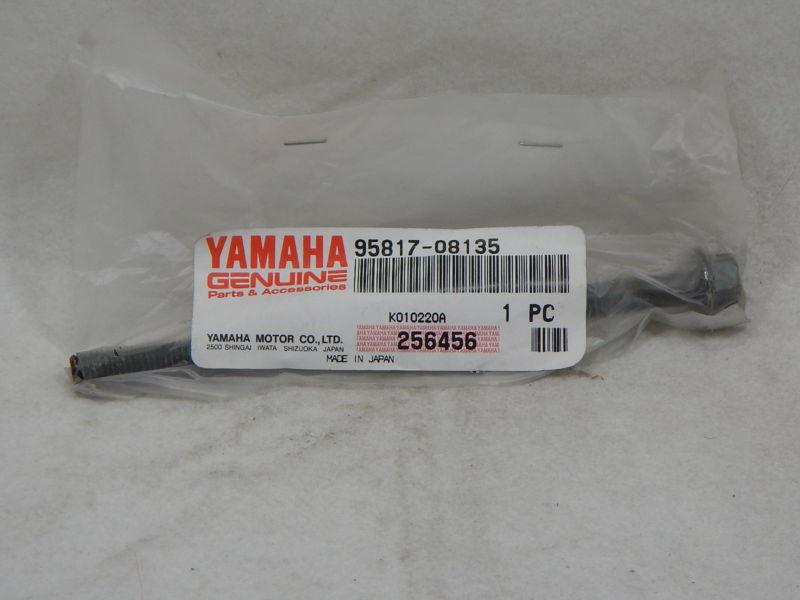 YAMAHA 95817-08135
GENUINE
Parts & Accessories
K010220A 1 PC
YAMAHA MOTOR CO., LTD.
2500 SHINGAI IWATA SHIZUOKA JAPAN
256456
MADE IN JAPAN